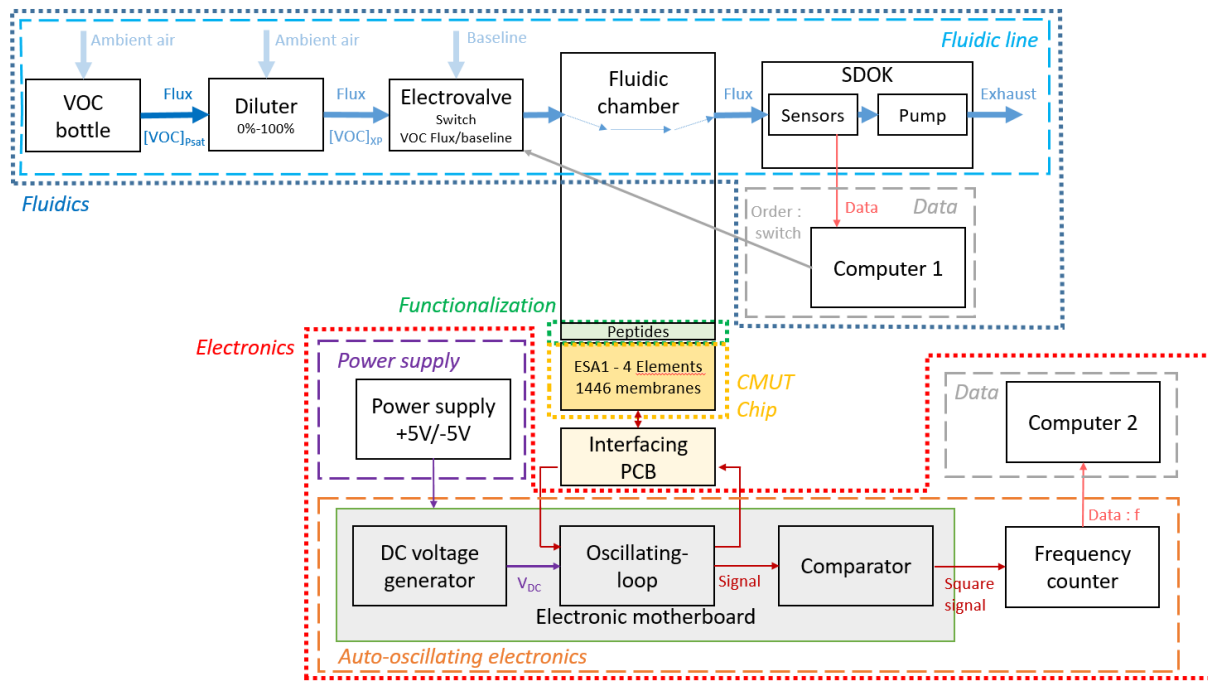 Ambient air
Ambient air
Baseline
Fluidic line
VOC
bottle
Flux
[VOC]Psat
Diluter
0%-100%
Flux
[VOC]XP
Electrovalve
Switch
VOC Flux/baseline
Fluidic
chamber
Flux
SDOK
Sensors
Pump
Exhaust
Fluidics
Order :
switch
Data
Data
Computer 1
Functionalization
Peptides
Electronics
Power supply
Power supply
+5V/-5V
ESA1 - 4 Elements
1446 membranes
CMUT
Chip
Interfacing
PCB
Data
Computer 2
Data : f
DC voltage
generator
VDC
Oscillating-
loop
Signal
Comparator
Square
signal
Frequency
counter
Electronic motherboard
Auto-oscillating electronics